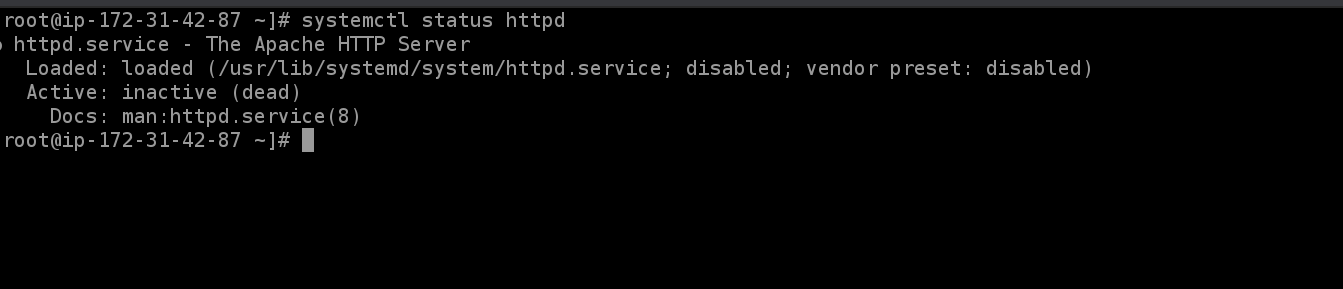 root@ip-172-31-42-87 ~]# systemctl status httpd
httpd.service - The Apache HTTP Server
Loaded: loaded (/usr/lib/systemd/system/httpd.service; disabled; vendor preset: disabled)
Active: inactive (dead)
Docs: man:httpd.service(8)
root@ip-172-31-42-87 ~]#